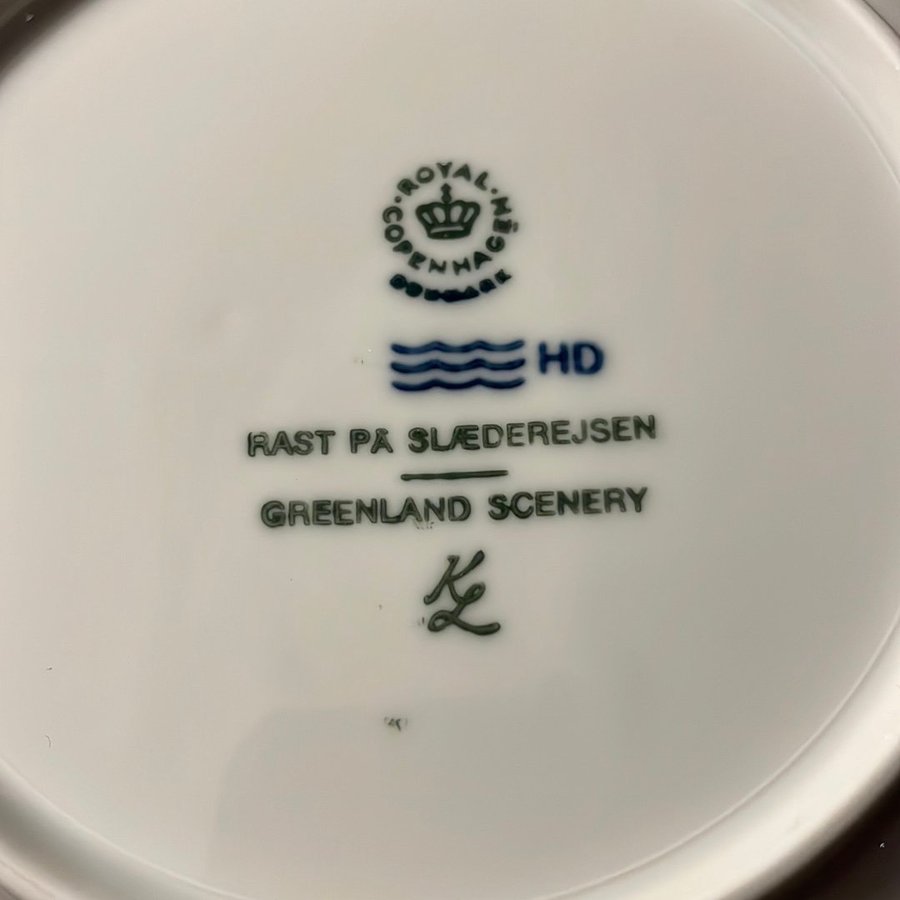 ROYAL
COPENHAGEN
DENMARK
HD
RAST PÅ SLÆDEREJSEN
GREENLAND SCENERY
KL